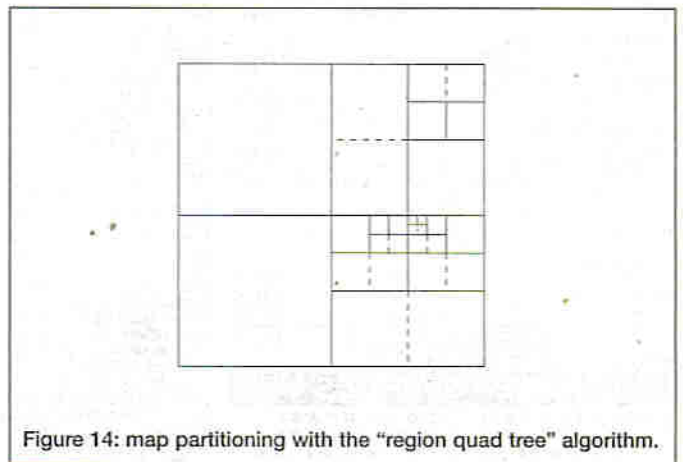 Figure 14: map partitioning with the “region quad tree” algorithm.